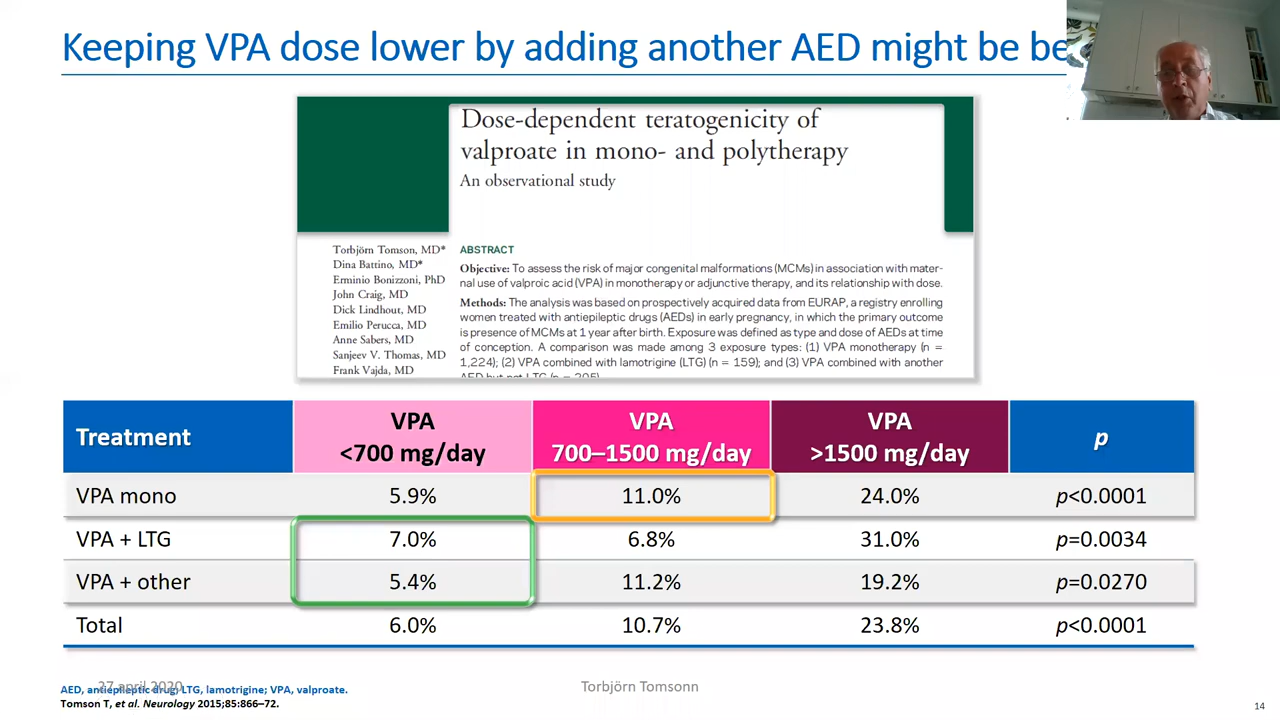 Keeping VPA dose lower by adding another AED might be be
Dose-dependent teratogenicity of
valproate in mono- and polytherapy
An observational study
Torbjörn Tomson, MD*
Dina Battino, MD*
Erminio Bonizzoni, PhD
John Craig, MD
Dick Lindhout, MD
Emilio Perucca, MD
Anne Sabers, MD
Sanjeev V. Thomas, MD
Frank Vajda, MD
ABSTRACT
Objective: To assess the risk of major congenital malformations (MCMs) in association with mater-
nal use of valproic acid (VPA) in monotherapy or adjunctive therapy, and its relationship with dose.
Methods: The analysis was based on prospectively acquired data from EURAP, a registry enrolling
women treated with antiepileptic drugs (AEDs) in early pregnancy, in which the primary outcome
is presence of MCMs at 1 year after birth. Exposure was defined as type and dose of AEDs at time
of conception. A comparison was made among 3 exposure types: (1) VPA monotherapy (n =
1,224); (2) VPA combined with lamotrigine (LTG) (n = 159); and (3) VPA combined with another
AED but not LTG (n = 205)
Treatment VPA <700 mg/day VPA 700–1500 mg/day VPA >1500 mg/day p
VPA mono 5.9% 11.0% 24.0% p<0.0001
VPA + LTG 7.0% 6.8% 31.0% p=0.0034
VPA + other 5.4% 11.2% 19.2% p=0.0270
Total 6.0% 10.7% 23.8% p<0.0001
27 april 2020
AED, antiepileptic drug; LTG, lamotrigine; VPA, valproate.
Tomson T, et al. Neurology 2015;85:866–72.
Torbjörn Tomsonn
14